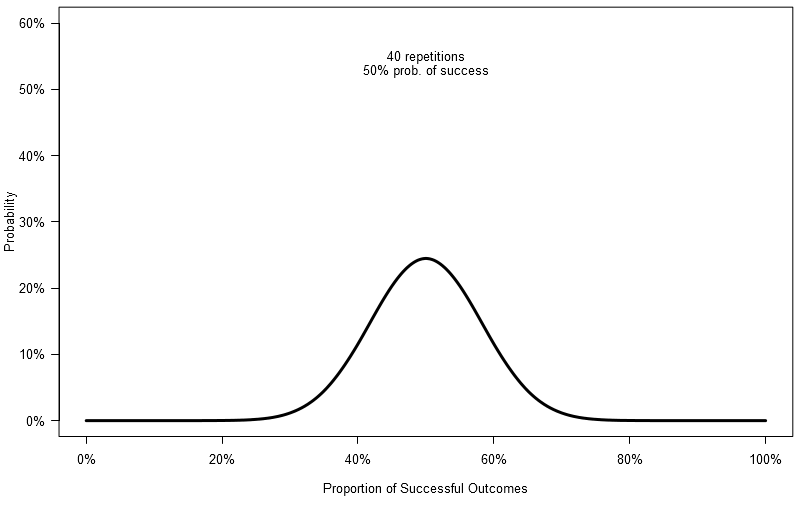 40 repetitions
50% prob. of success
60%
50%
40%
30%
20%
10%
0%
Probability
0% 20% 40% 60% 80% 100%
Proportion of Successful Outcomes